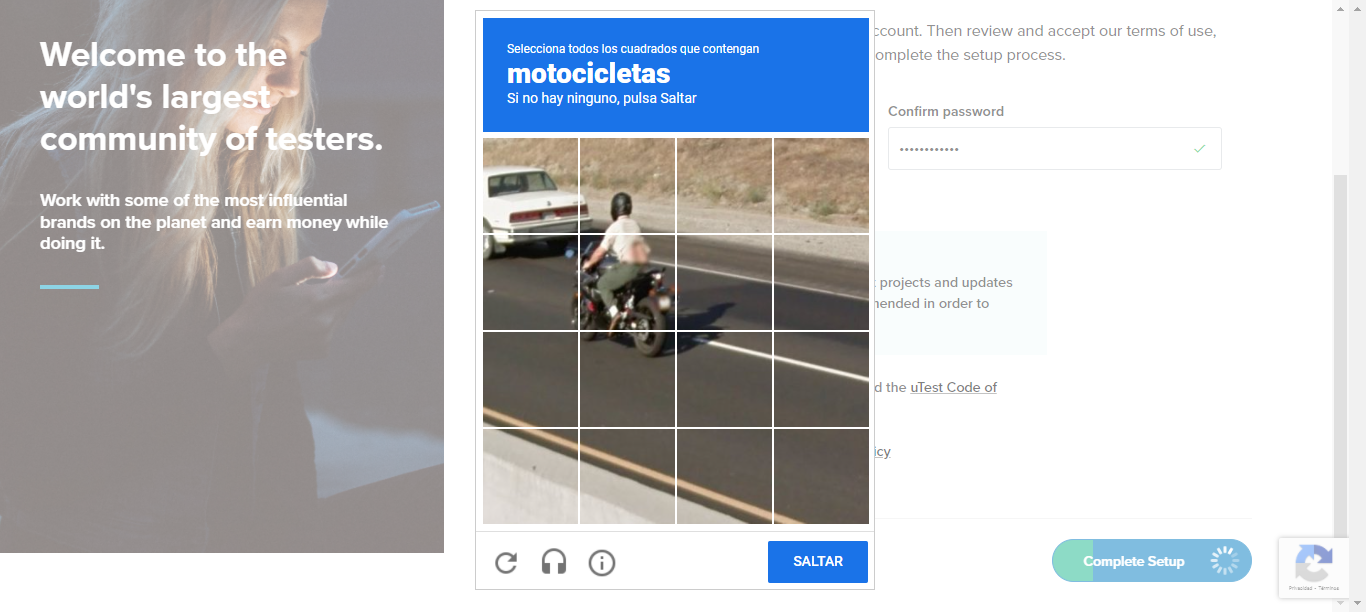 Welcome to the
world's largest
community of testers.
Work with some of the most influential
brands on the planet and earn money while
doing it.
Selecciona todos los cuadrados que contengan
motocicletas
Si no hay ninguno, pulsa Saltar
SALTAR
ccount. Then review and accept our terms of use,
omplete the setup process.
Confirm password
••••••••••••
projects and updates
mended in order to
d the uTest Code of
icy
Complete Setup
Privacidad - Términos